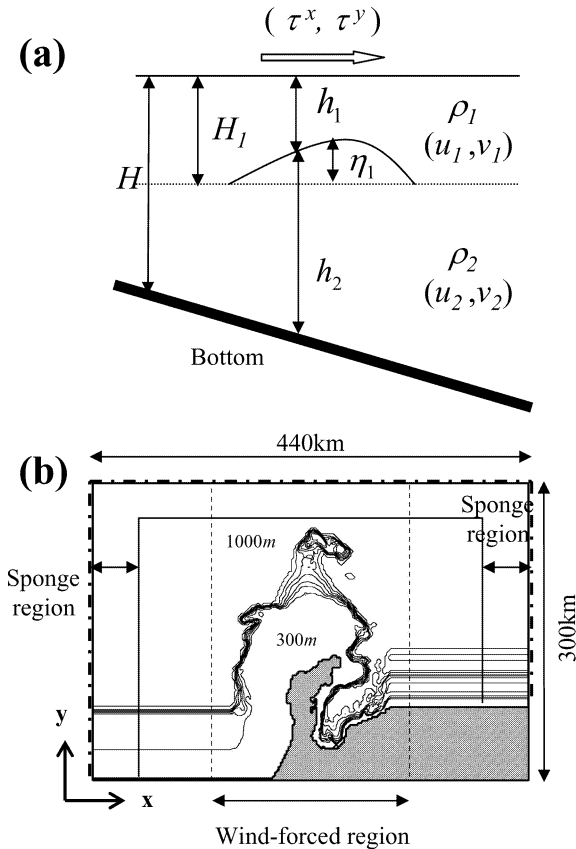 ( τˣ, τʸ )
(a)
h₁
ρ₁
H₁
(u₁,v₁)
η₁
H
ρ₂
h₂
(u₂,v₂)
Bottom
440km
(b)
Sponge
region
1000m
Sponge
region
300m
300km
y
x
Wind-forced region